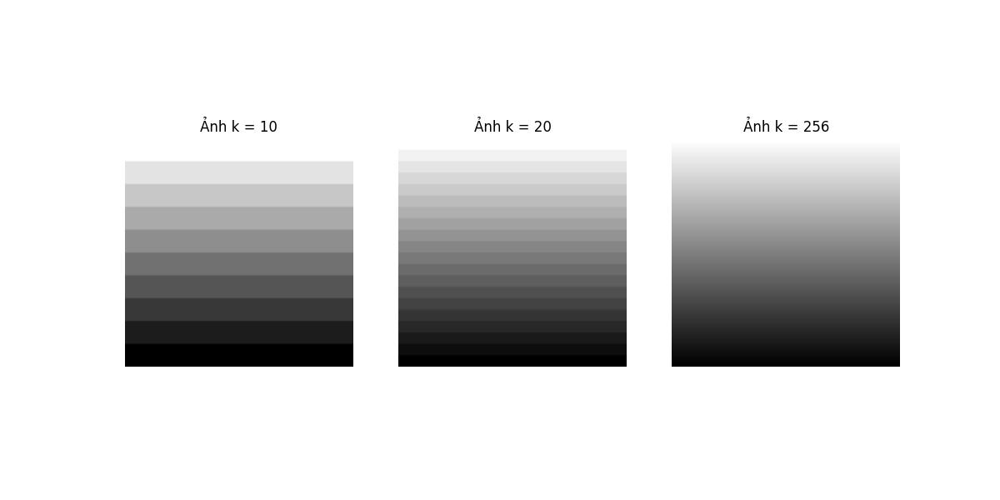 Ảnh k = 10
Ảnh k = 20
Ảnh k = 256